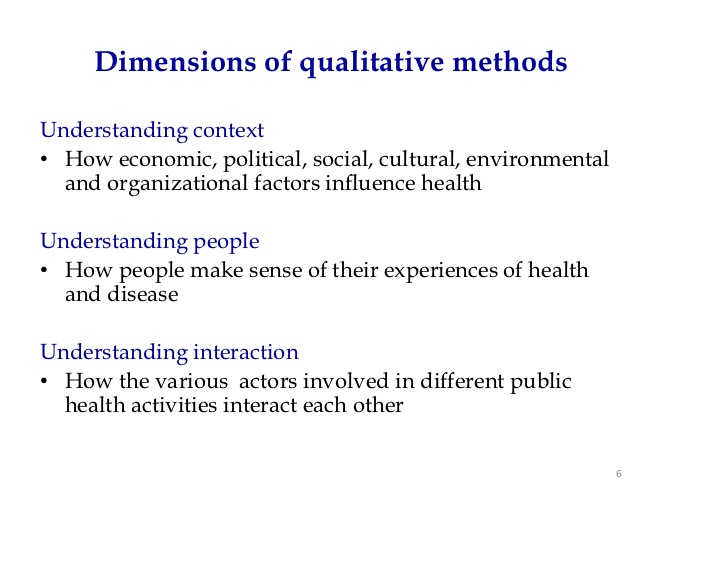 Dimensions of qualitative methods
Understanding context
• How economic, political, social, cultural, environmental
and organizational factors influence health
Understanding people
• How people make sense of their experiences of health
and disease
Understanding interaction
• How the various  actors involved in different public
health activities interact each other
6